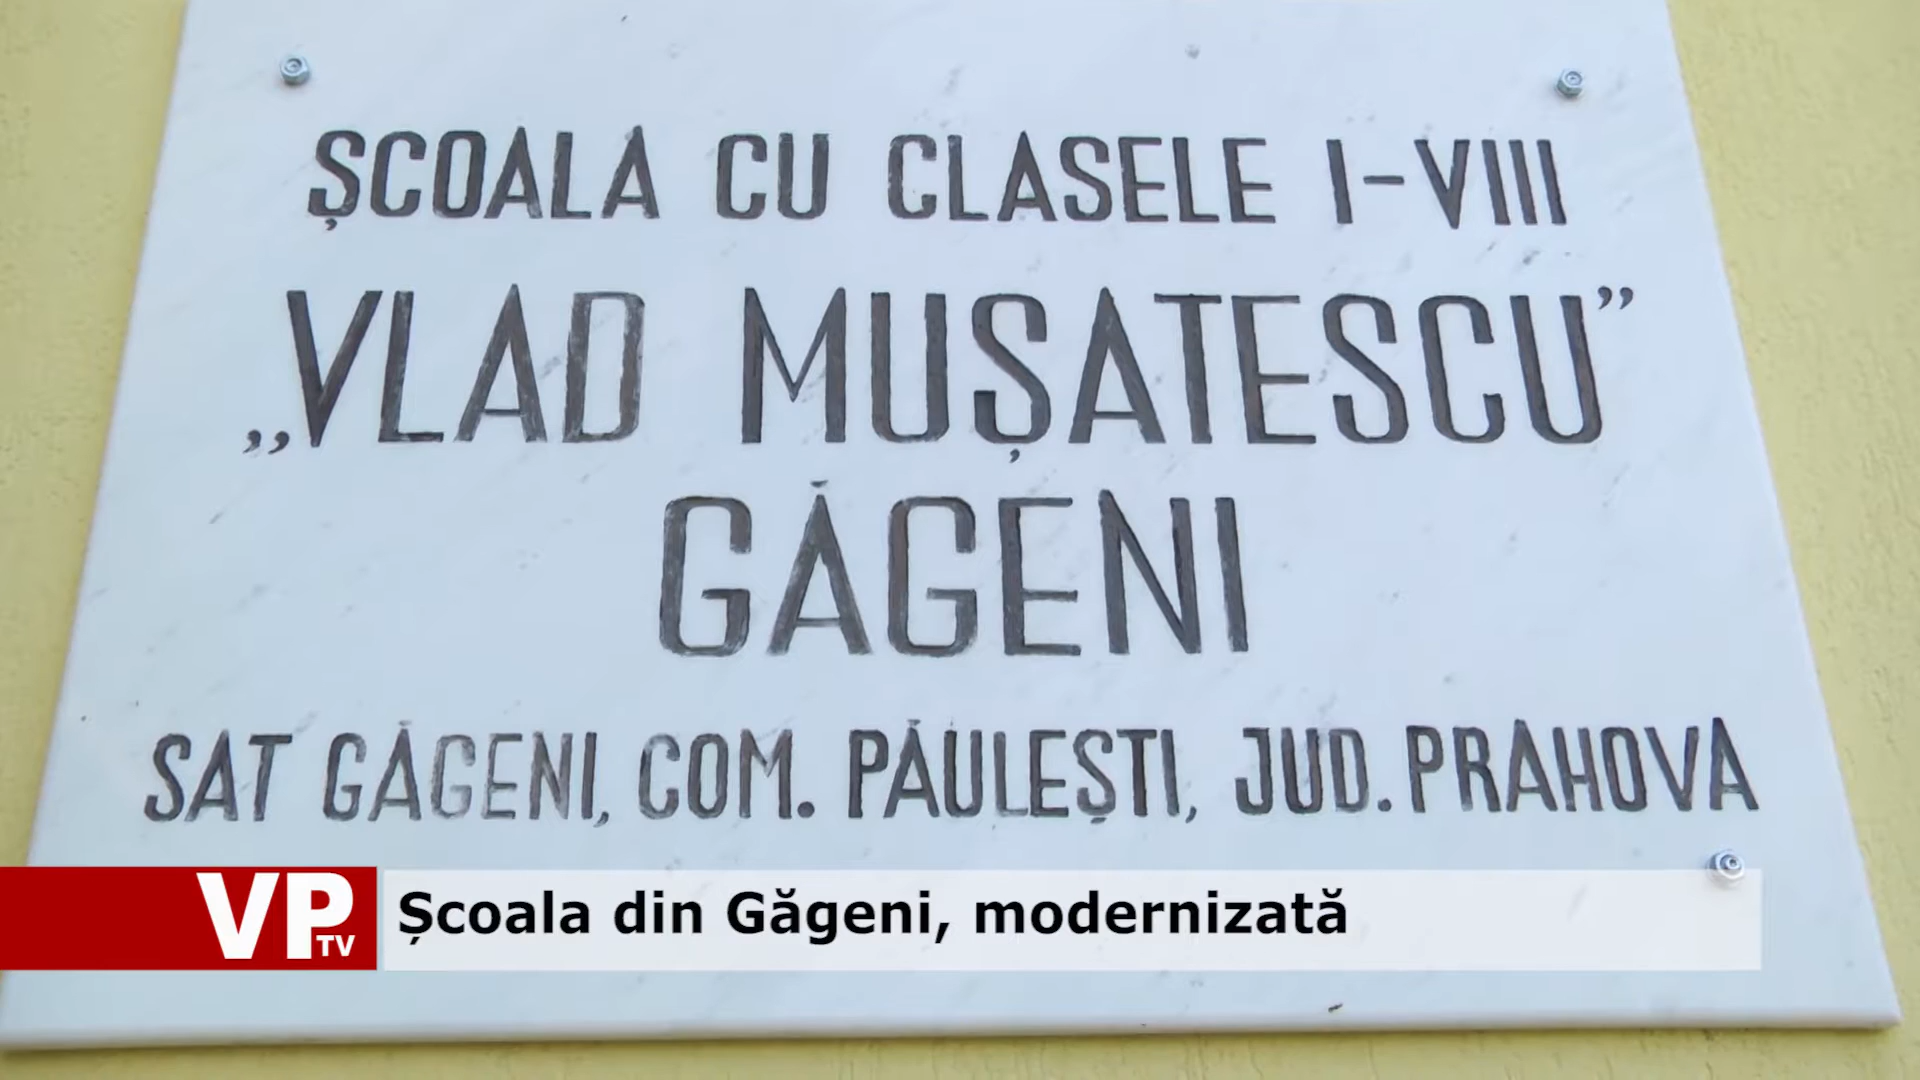 ȘCOALA CU CLASELE I-VIII
„VLAD MUȘATESCU”
GĂGENI
SAT GĂGENI, COM. PĂULEȘTI, JUD. PRAHOVA
VP TV
Școala din Găgeni, modernizată